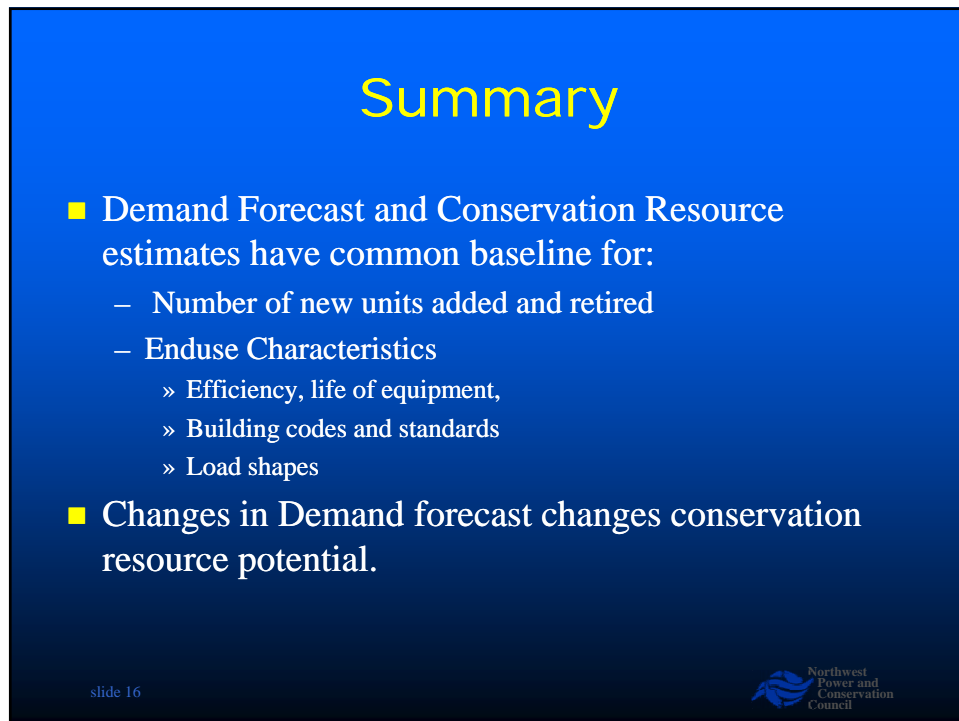 Summary
■ Demand Forecast and Conservation Resource
estimates have common baseline for:
– Number of new units added and retired
– Enduse Characteristics
» Efficiency, life of equipment,
» Building codes and standards
» Load shapes
■ Changes in Demand forecast changes conservation
resource potential.
slide 16
Northwest
Power and
Conservation
Council